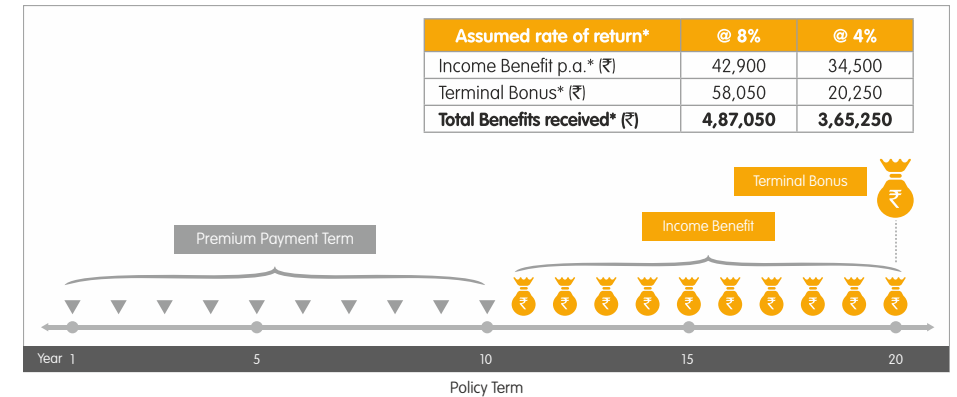 Assumed rate of return* @ 8% @ 4%
Income Benefit p.a.* (₹) 42,900 34,500
Terminal Bonus* (₹) 58,050 20,250
Total Benefits received* (₹) 4,87,050 3,65,250
Terminal Bonus
₹
Income Benefit
Premium Payment Term
₹ ₹ ₹ ₹ ₹ ₹ ₹ ₹ ₹ ₹
Year 1 5 10 15 20
Policy Term